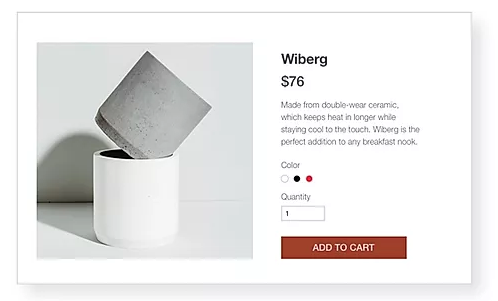 Wiberg
$76
Made from double-wear ceramic,
which keeps heat in longer while
staying cool to the touch. Wiberg is the
perfect addition to any breakfast nook.
Color
Quantity
1
ADD TO CART